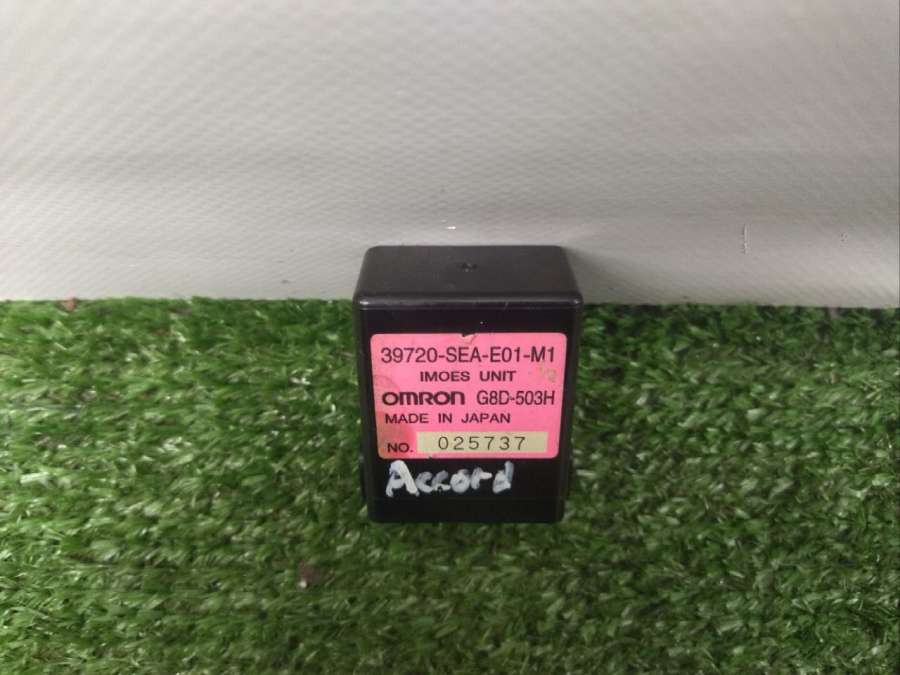 39720-SEA-E01-M1
IMOES UNIT
OMRON G8D-503H
MADE IN JAPAN
NO. 025737
Accord